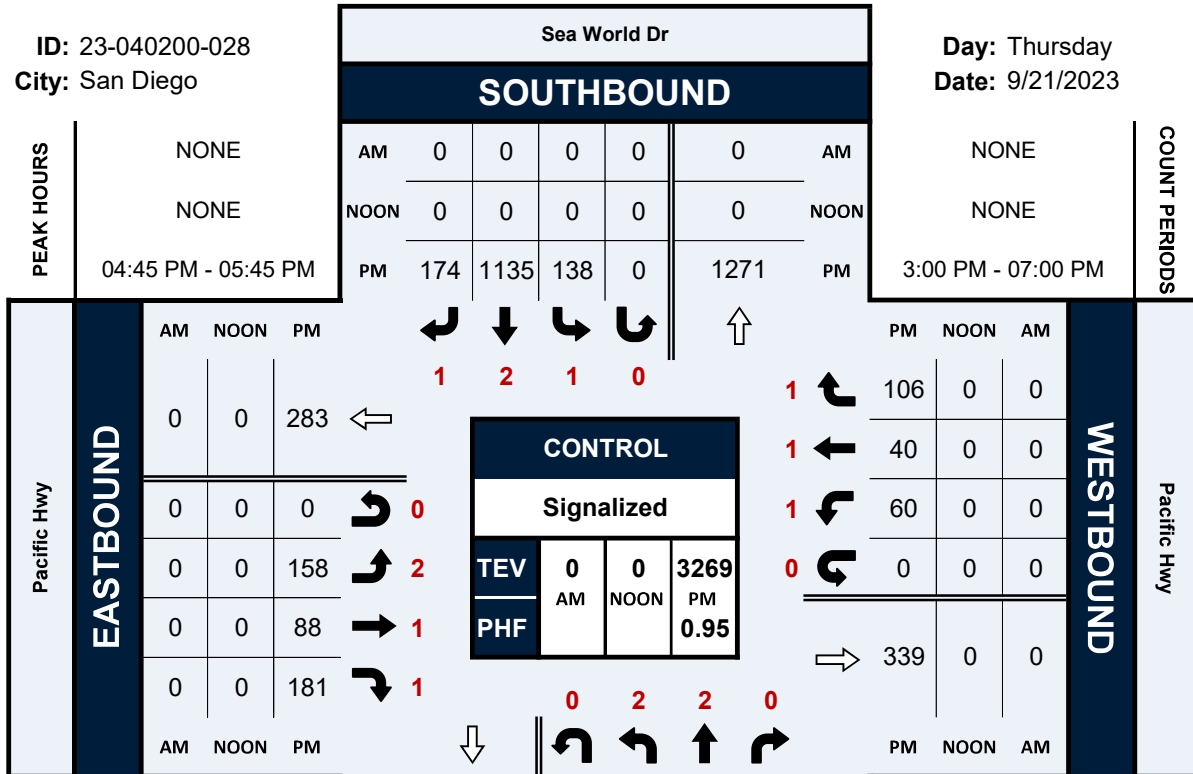 ID: 23-040200-028
City: San Diego
Sea World Dr
SOUTHBOUND
Day: Thursday
Date: 9/21/2023
PEAK HOURS
NONE
NONE
04:45 PM - 05:45 PM
AM 0 0 0 0 0 AM
NOON 0 0 0 0 0 NOON
PM 174 1135 138 0 1271 PM
NONE
NONE
3:00 PM - 07:00 PM
COUNT PERIODS
1 2 1 0
Pacific Hwy
EASTBOUND
AM NOON PM
0 0 283
0 0 0 0
0 0 158 2
0 0 88 1
0 0 181 1
AM NOON PM
CONTROL
Signalized
TEV 0 0 3269
AM NOON PM
PHF 0.95
PM NOON AM
1 106 0 0
1 40 0 0
1 60 0 0
0 0 0 0
339 0 0
PM NOON AM
WESTBOUND
Pacific Hwy
0 2 2 0